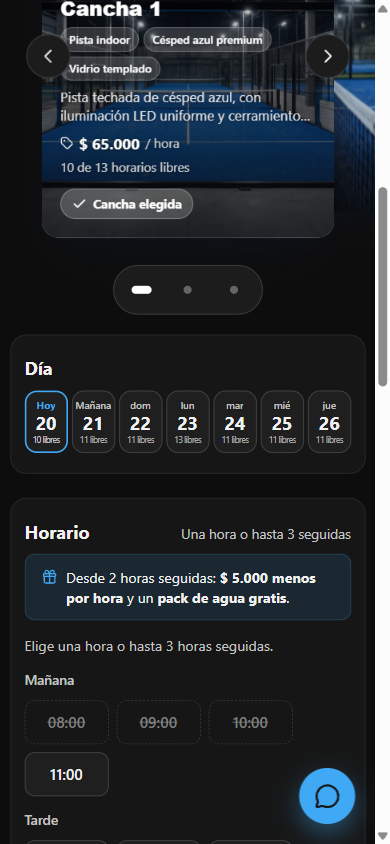 Cancha 1
Pista indoor
Césped azul premium
Vidrio templado
Pista techada de césped azul, con
iluminación LED uniforme y cerramiento...
$ 65.000 / hora
10 de 13 horarios libres
Cancha elegida
Día
Hoy
20
10 libres
Mañana
21
11 libres
dom
22
11 libres
lun
23
13 libres
mar
24
11 libres
mié
25
11 libres
jue
26
11 libres
Horario
Una hora o hasta 3 seguidas
Desde 2 horas seguidas: $ 5.000 menos
por hora y un pack de agua gratis.
Elige una hora o hasta 3 horas seguidas.
Mañana
08:00
09:00
10:00
11:00
Tarde